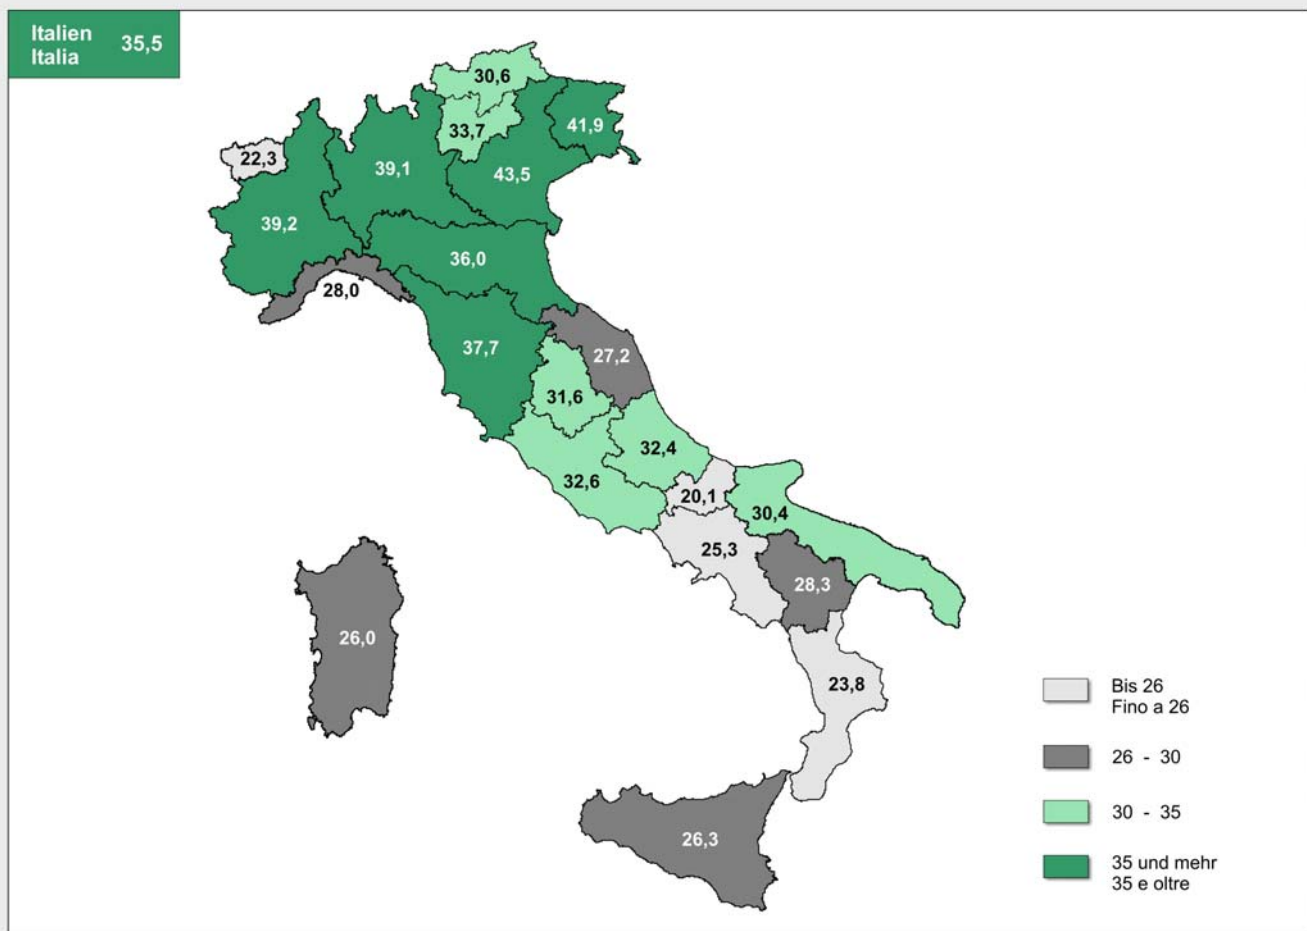 Italien
Italia
35,5
30,6
33,7
41,9
22,3
39,1
43,5
39,2
36,0
28,0
37,7
27,2
31,6
32,4
32,6
20,1
30,4
25,3
28,3
26,0
23,8
26,3
Bis 26
Fino a 26
26 - 30
30 - 35
35 und mehr
35 e oltre